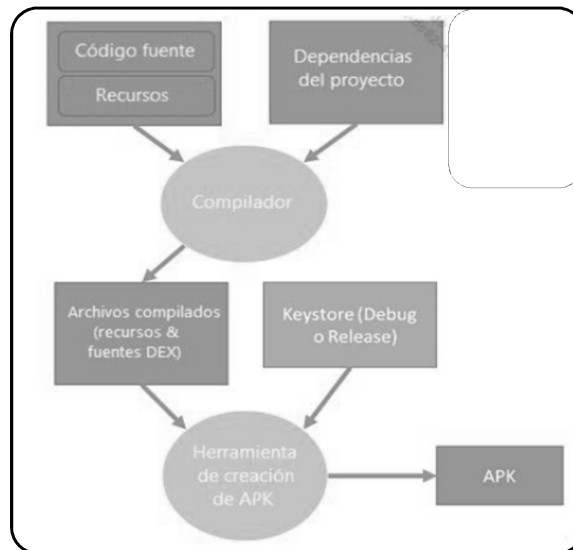 Código fuente
Recursos
Dependencias
del proyecto
Compilador
Archivos compilados
(recursos &
fuentes DEX)
Keystore (Debug
o Release)
Herramienta
de creación
de APK
APK